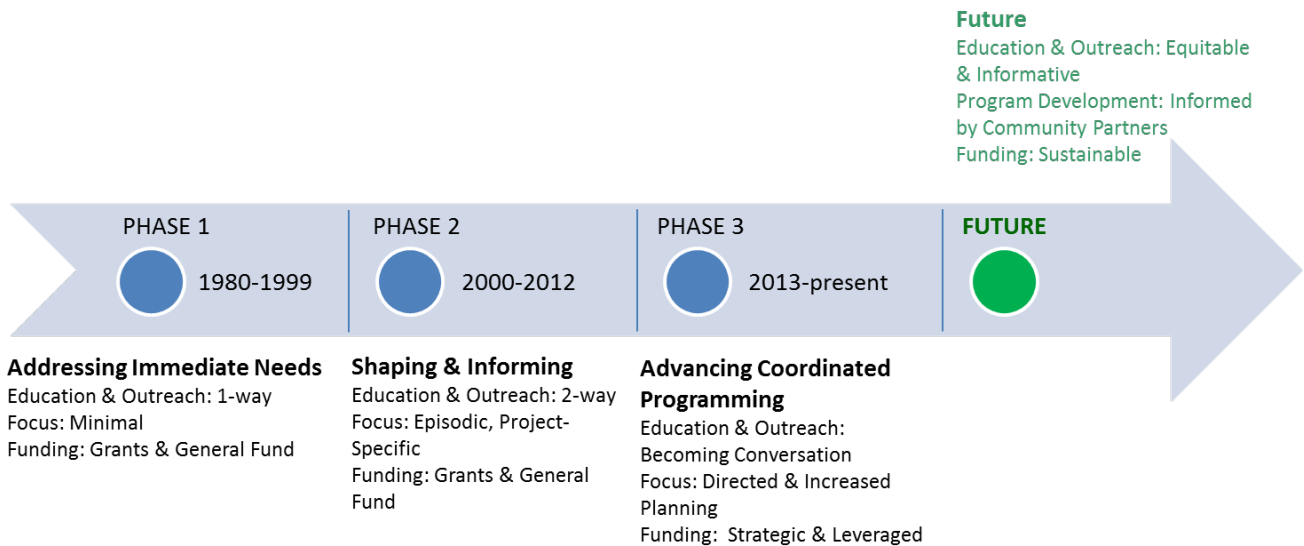 Future
Education & Outreach: Equitable
& Informative
Program Development: Informed
by Community Partners
Funding: Sustainable
PHASE 1
1980-1999
PHASE 2
2000-2012
PHASE 3
2013-present
FUTURE
Addressing Immediate Needs
Education & Outreach: 1-way
Focus: Minimal
Funding: Grants & General Fund
Shaping & Informing
Education & Outreach: 2-way
Focus: Episodic, Project-
Specific
Funding: Grants & General
Fund
Advancing Coordinated
Programming
Education & Outreach:
Becoming Conversation
Focus: Directed & Increased
Planning
Funding:  Strategic & Leveraged